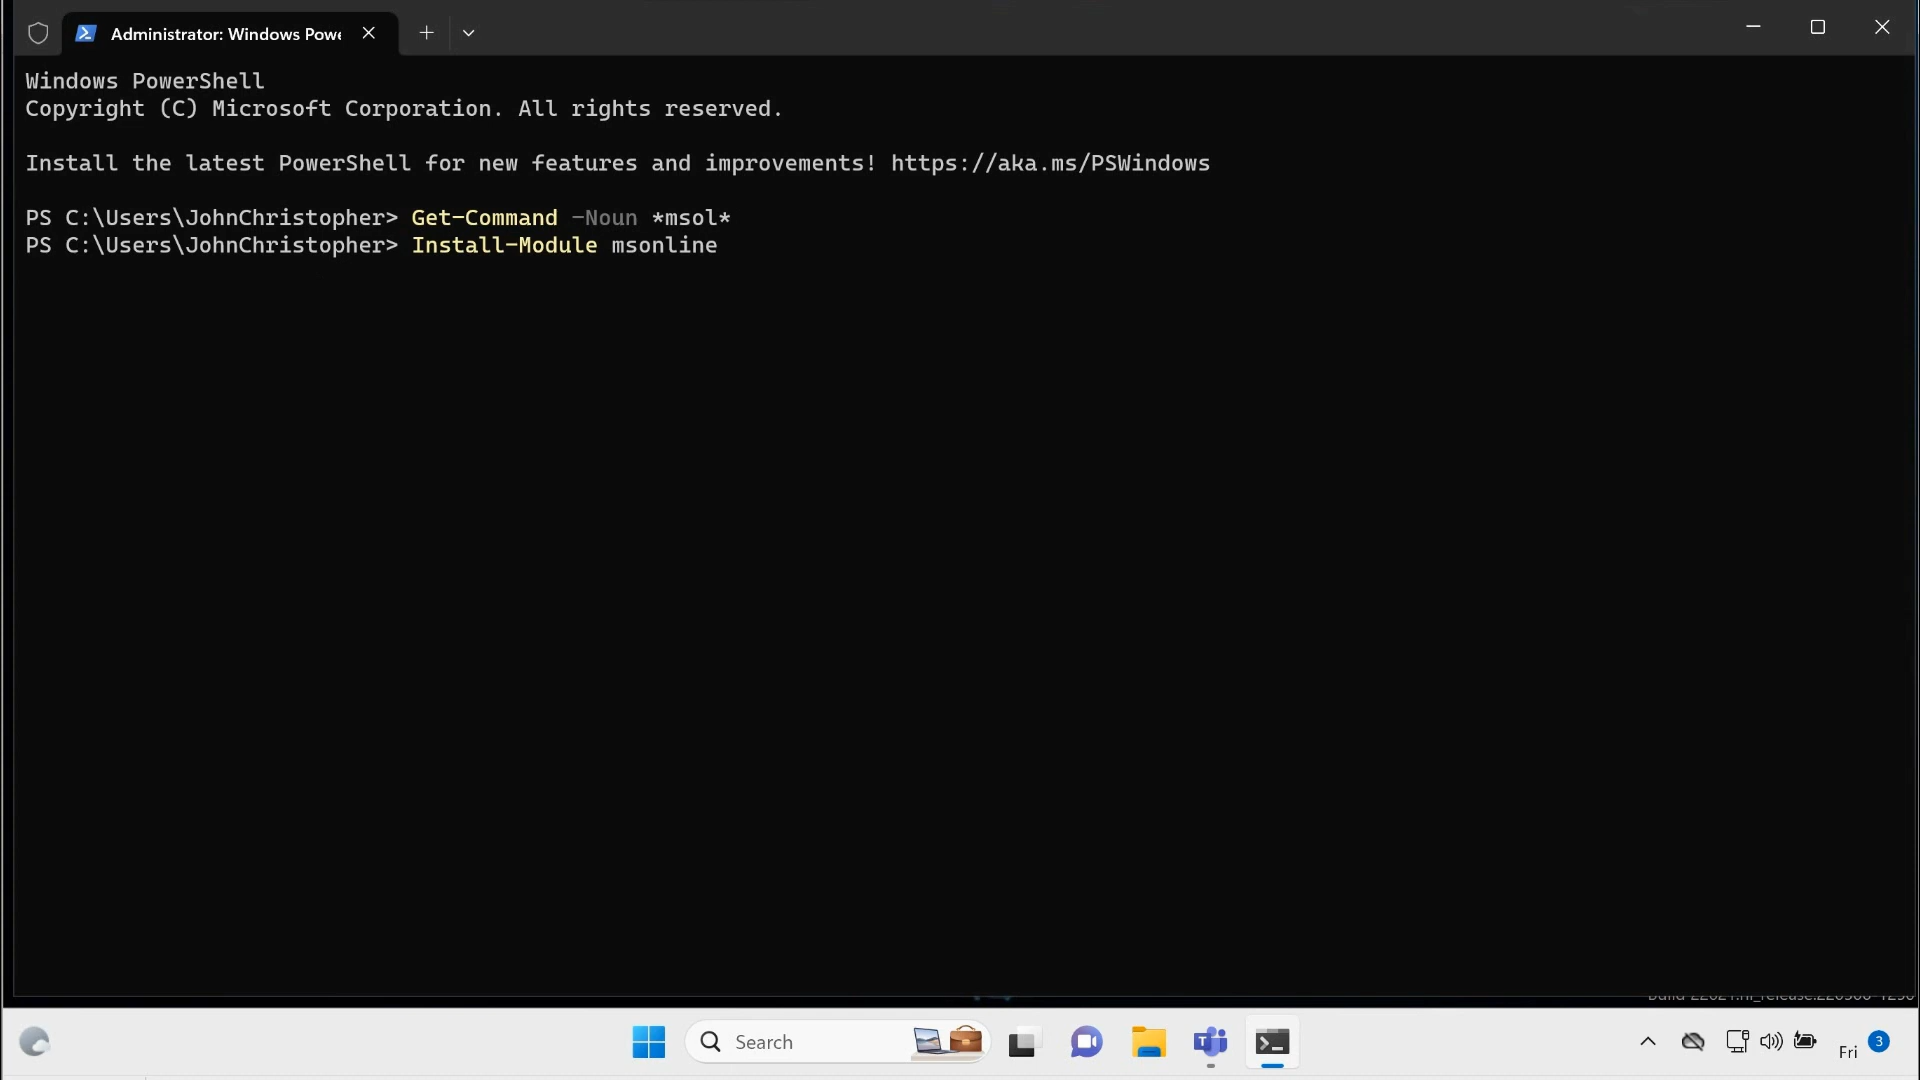 Administrator: Windows Powe
Windows PowerShell
Copyright (C) Microsoft Corporation. All rights reserved.
Install the latest PowerShell for new features and improvements! https://aka.ms/PSWindows
PS C:\Users\JohnChristopher> Get-Command -Noun *msol*
PS C:\Users\JohnChristopher> Install-Module msonline
Search
Fri
3